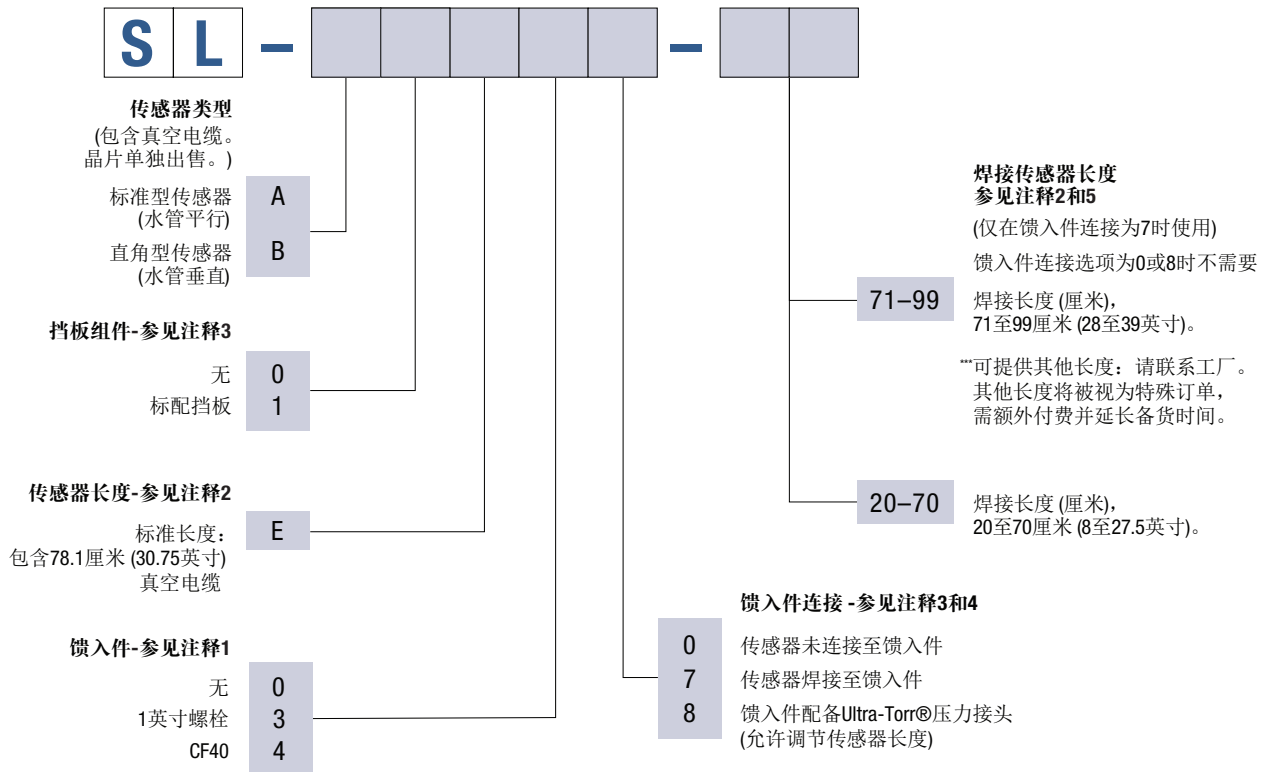 SL –  –
传感器类型
(包含真空电缆。
晶片单独出售。)
标准型传感器 A
(水管平行)
直角型传感器 B
(水管垂直)
挡板组件-参见注释3
无 0
标配挡板 1
传感器长度-参见注释2
标准长度： E
包含78.1厘米 (30.75英寸)
真空电缆
馈入件-参见注释1
无 0
1英寸螺栓 3
CF40 4
馈入件连接 -参见注释3和4
0 传感器未连接至馈入件
7 传感器焊接至馈入件
8 馈入件配备Ultra-Torr®压力接头
(允许调节传感器长度)
焊接传感器长度
参见注释2和5
(仅在馈入件连接为7时使用)
馈入件连接选项为0或8时不需要
71–99 焊接长度 (厘米)，
71至99厘米 (28至39英寸)。
***可提供其他长度：请联系工厂。
其他长度将被视为特殊订单，
需额外付费并延长备货时间。
20–70 焊接长度 (厘米)，
20至70厘米 (8至27.5英寸)。